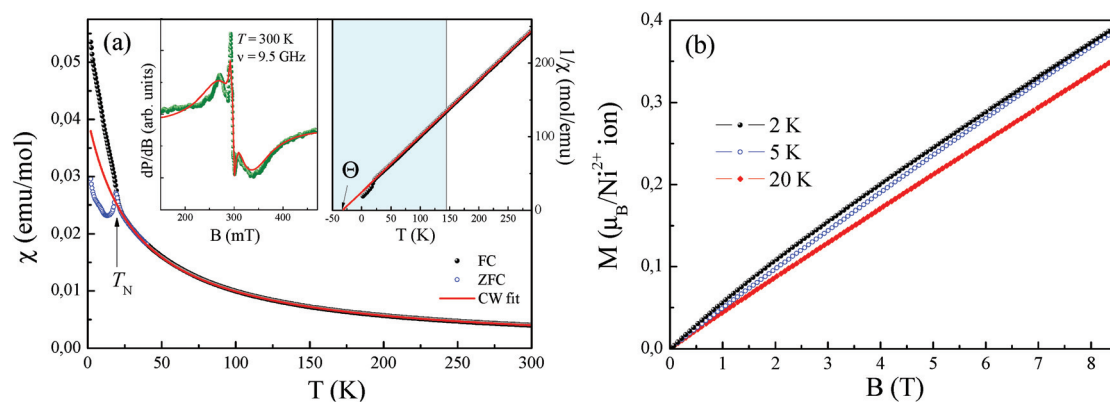 (a)
T = 300 K
ν = 9.5 GHz
dP/dB (arb. units)
200 300 400
B (mT)
Θ
-50 0 50 100 150 200 250
T (K)
0
100
200
1/χ (mol/emu)
0,05
0,04
0,03
0,02
0,01
0,00
χ (emu/mol)
T_N
FC
ZFC
CW fit
0 50 100 150 200 250 300
T (K)
(b)
0,4
0,3
0,2
0,1
0,0
M (μ_B/Ni²⁺ ion)
2 K
5 K
20 K
0 1 2 3 4 5 6 7 8
B (T)